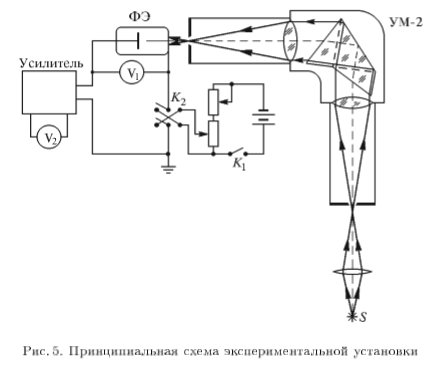 ФЭ
УМ-2
Усилитель
V1
K2
V2
K1
S
Рис. 5. Принципиальная схема экспериментальной установки